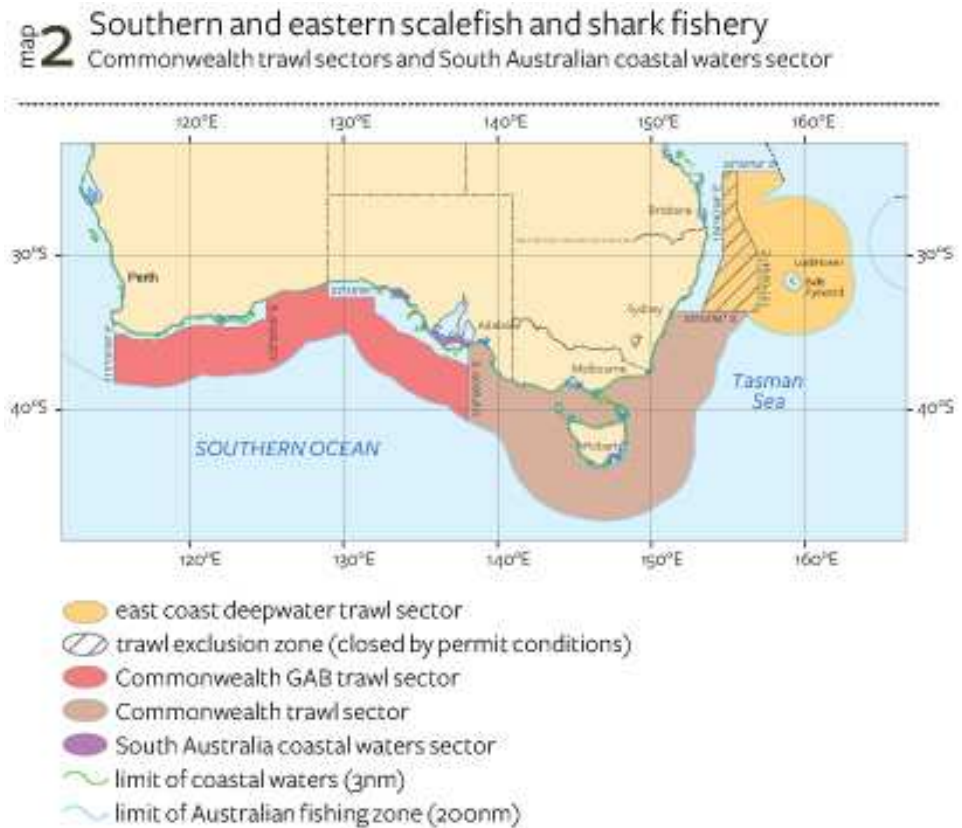 map 2
Southern and eastern scalefish and shark fishery
Commonwealth trawl sectors and South Australian coastal waters sector
120°E 130°E 140°E 150°E 160°E
Brisbane
30°S 30°S
Perth
Sydney
Adelaide
Melbourne
Tasman
Sea
40°S 40°S
SOUTHERN OCEAN
Hobart
120°E 130°E 140°E 150°E 160°E
east coast deepwater trawl sector
trawl exclusion zone (closed by permit conditions)
Commonwealth GAB trawl sector
Commonwealth trawl sector
South Australia coastal waters sector
limit of coastal waters (3nm)
limit of Australian fishing zone (200nm)